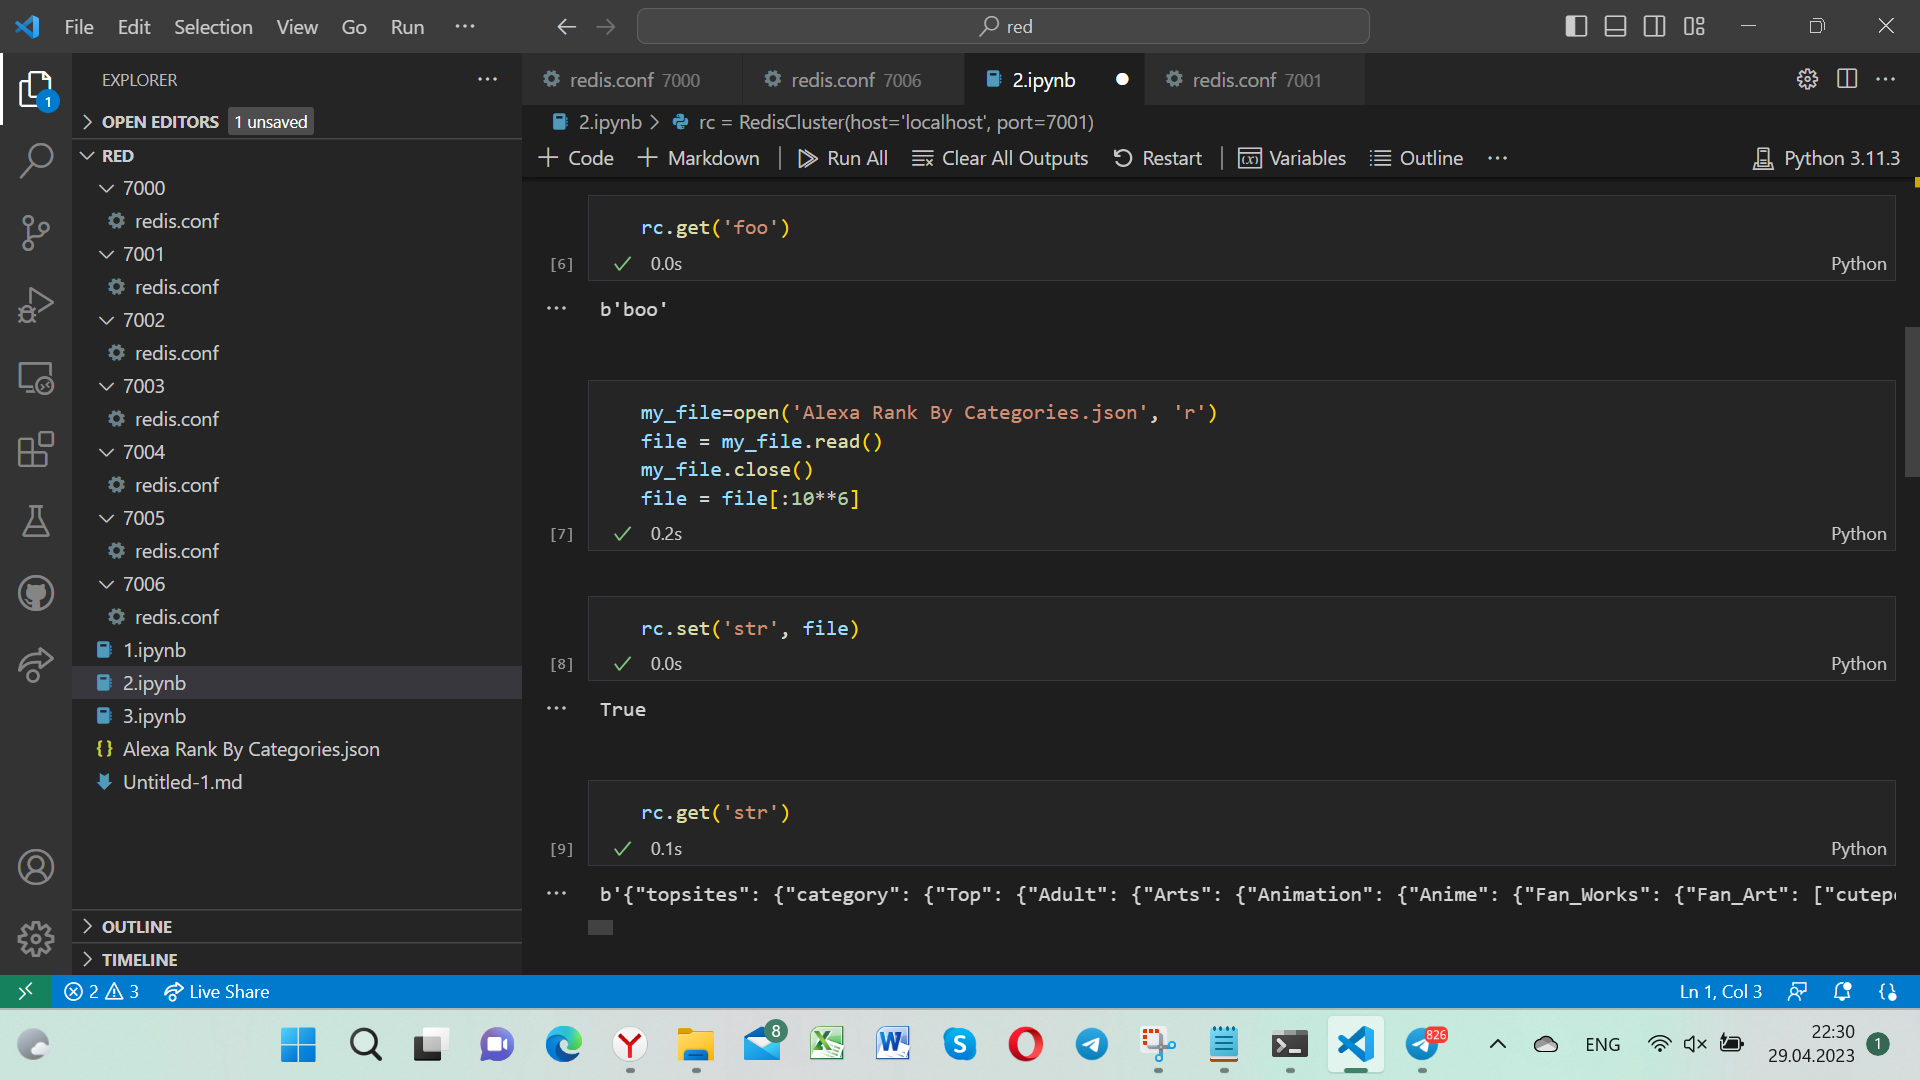 File Edit Selection View Go Run ···
red
EXPLORER ···
OPEN EDITORS 1 unsaved
RED
7000
redis.conf
7001
redis.conf
7002
redis.conf
7003
redis.conf
7004
redis.conf
7005
redis.conf
7006
redis.conf
1.ipynb
2.ipynb
3.ipynb
{} Alexa Rank By Categories.json
Untitled-1.md
OUTLINE
TIMELINE
1
redis.conf 7000 redis.conf 7006 2.ipynb redis.conf 7001 ···
2.ipynb > rc = RedisCluster(host='localhost', port=7001)
+ Code + Markdown | Run All Clear All Outputs Restart | Variables Outline ··· Python 3.11.3
rc.get('foo')
[6] ✓ 0.0s Python
··· b'boo'
my_file=open('Alexa Rank By Categories.json', 'r')
file = my_file.read()
my_file.close()
file = file[:10**6]
[7] ✓ 0.2s Python
rc.set('str', file)
[8] ✓ 0.0s Python
··· True
rc.get('str')
[9] ✓ 0.1s Python
··· b'{"topsites": {"category": {"Top": {"Adult": {"Arts": {"Animation": {"Anime": {"Fan_Works": {"Fan_Art": ["cutep
2 3 Live Share Ln 1, Col 3
8 826 ENG 22:30 1
29.04.2023